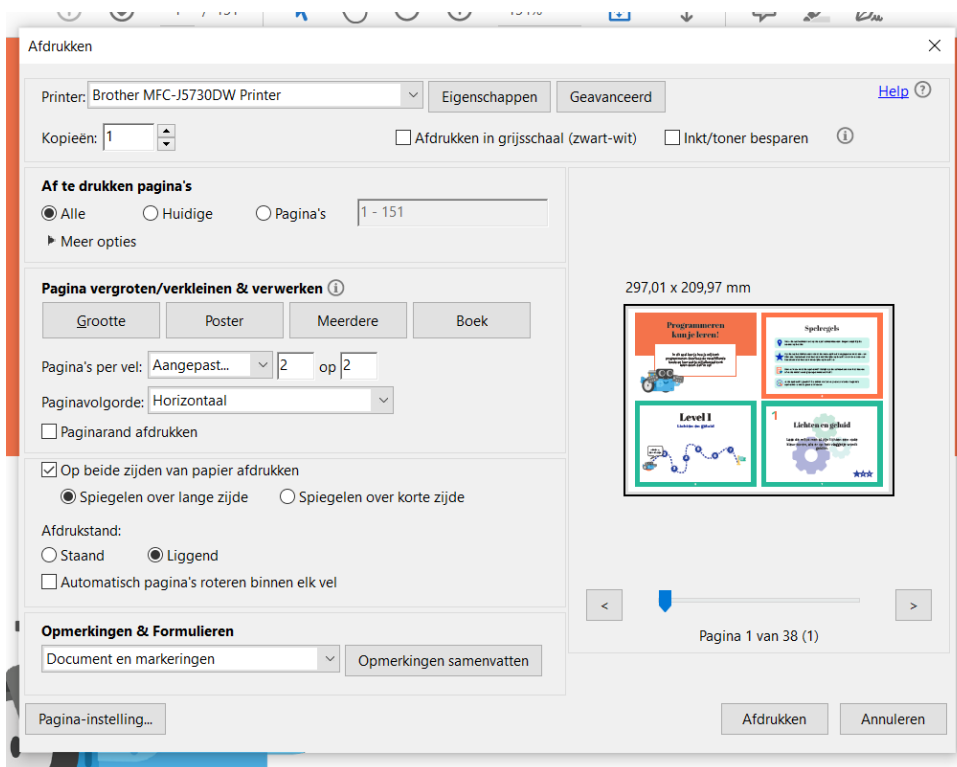 Afdrukken
Printer: Brother MFC-J5730DW Printer Eigenschappen Geavanceerd Help
Kopieën: 1 Afdrukken in grijsschaal (zwart-wit) Inkt/toner besparen
Af te drukken pagina's
Alle Huidige Pagina's 1 - 151
Meer opties
Pagina vergroten/verkleinen & verwerken
Grootte Poster Meerdere Boek
Pagina's per vel: Aangepast... 2 op 2
Paginavolgorde: Horizontaal
Paginarand afdrukken
Op beide zijden van papier afdrukken
Spiegelen over lange zijde Spiegelen over korte zijde
Afdrukstand:
Staand Liggend
Automatisch pagina's roteren binnen elk vel
Opmerkingen & Formulieren
Document en markeringen Opmerkingen samenvatten
297,01 x 209,97 mm
Programmeren
kun je leren!
Spelregels
Level 1
1
Lichten en geluid
< >
Pagina 1 van 38 (1)
Pagina-instelling... Afdrukken Annuleren